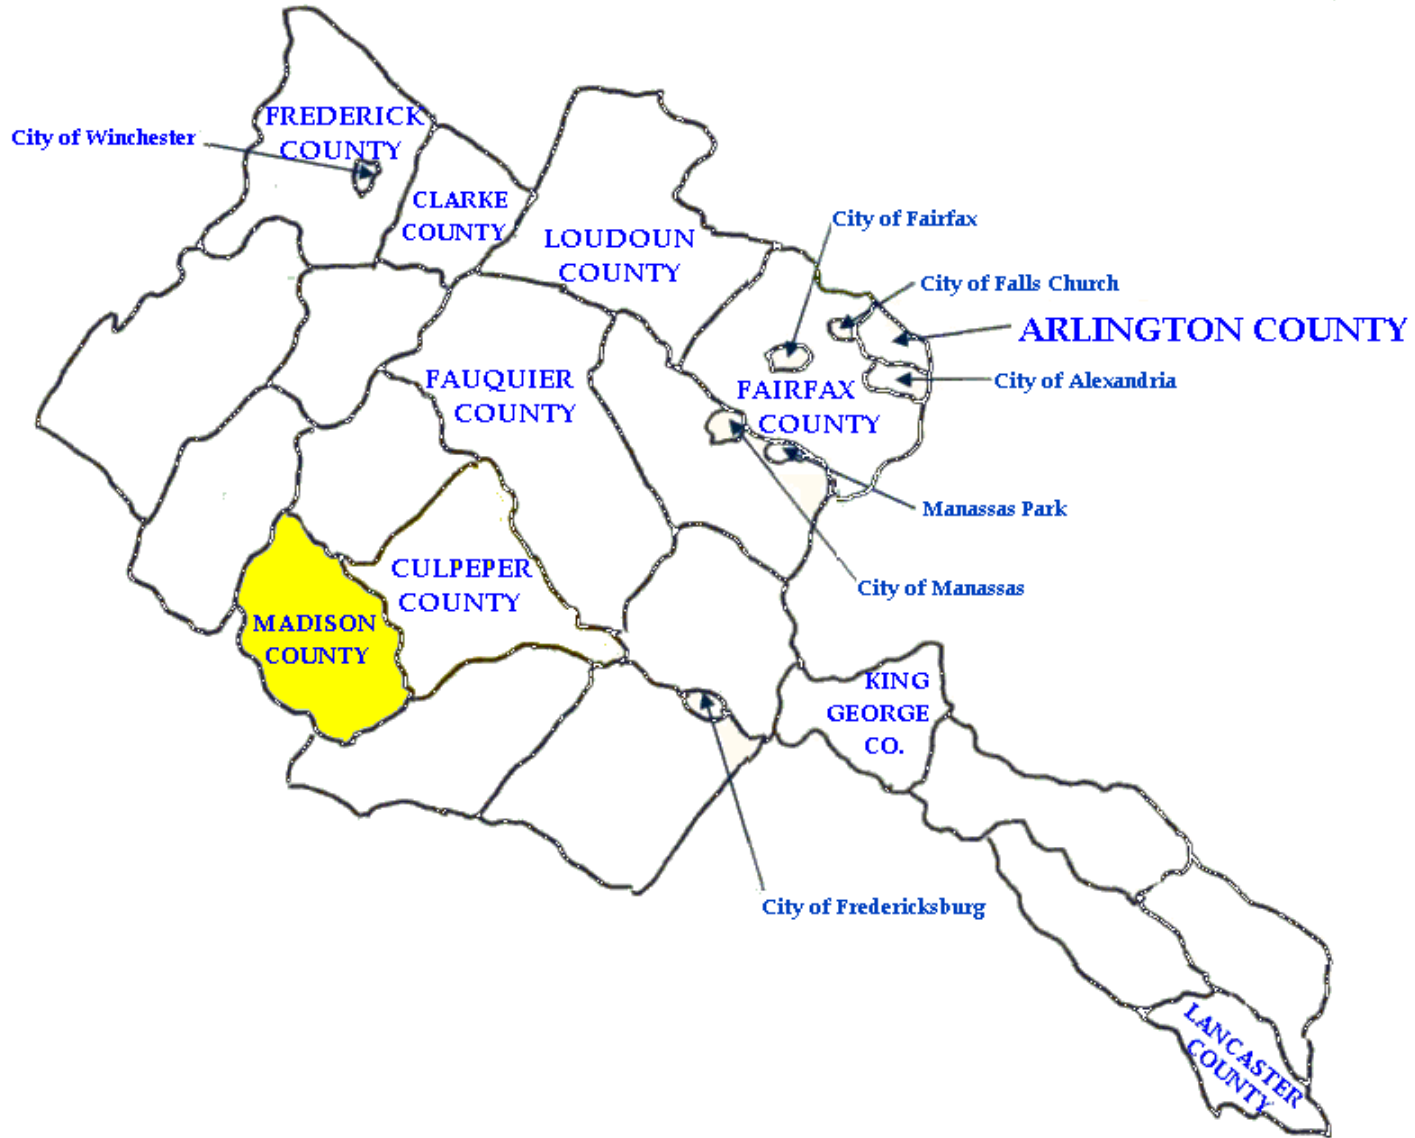 FREDERICK
COUNTY
City of Winchester
CLARKE
COUNTY
LOUDOUN
COUNTY
City of Fairfax
City of Falls Church
ARLINGTON COUNTY
City of Alexandria
FAUQUIER
COUNTY
FAIRFAX
COUNTY
Manassas Park
City of Manassas
CULPEPER
COUNTY
MADISON
COUNTY
KING
GEORGE
CO.
City of Fredericksburg
LANCASTER
COUNTY